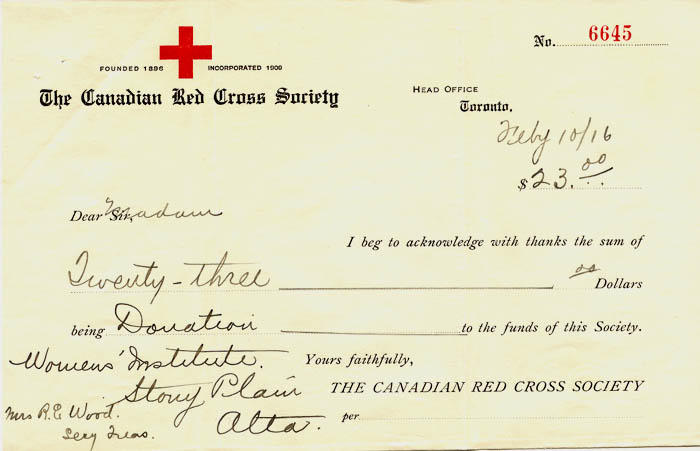 No. 6645
FOUNDED 1896 INCORPORATED 1909
The Canadian Red Cross Society
HEAD OFFICE
Toronto,
Feby 10/16
$ 23.00
Dear Sir, Madam
I beg to acknowledge with thanks the sum of
Twenty-three 00 Dollars
being Donation to the funds of this Society.
Womens' Institute. Yours faithfully,
Stony Plain THE CANADIAN RED CROSS SOCIETY
Mrs R.E Wood. Alta. per
Secy Treas.